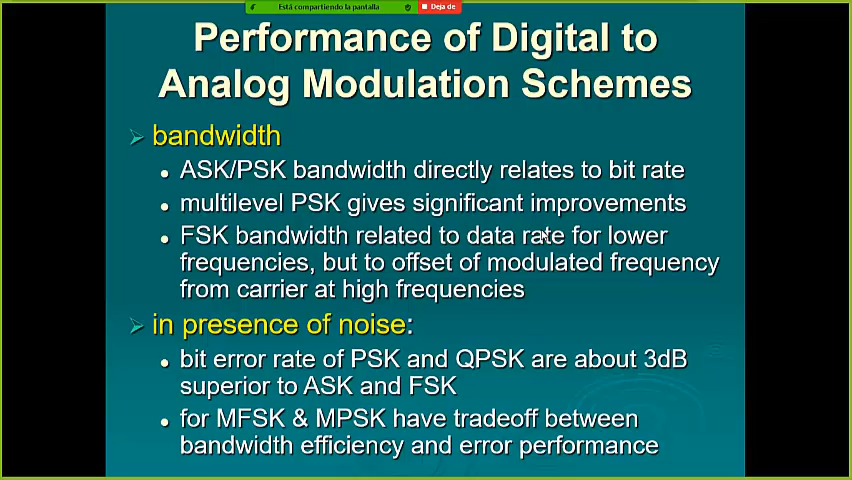 Está compartiendo la pantalla
Deja de
Performance of Digital to
Analog Modulation Schemes
bandwidth
ASK/PSK bandwidth directly relates to bit rate
multilevel PSK gives significant improvements
FSK bandwidth related to data rate for lower
frequencies, but to offset of modulated frequency
from carrier at high frequencies
in presence of noise:
bit error rate of PSK and QPSK are about 3dB
superior to ASK and FSK
for MFSK & MPSK have tradeoff between
bandwidth efficiency and error performance